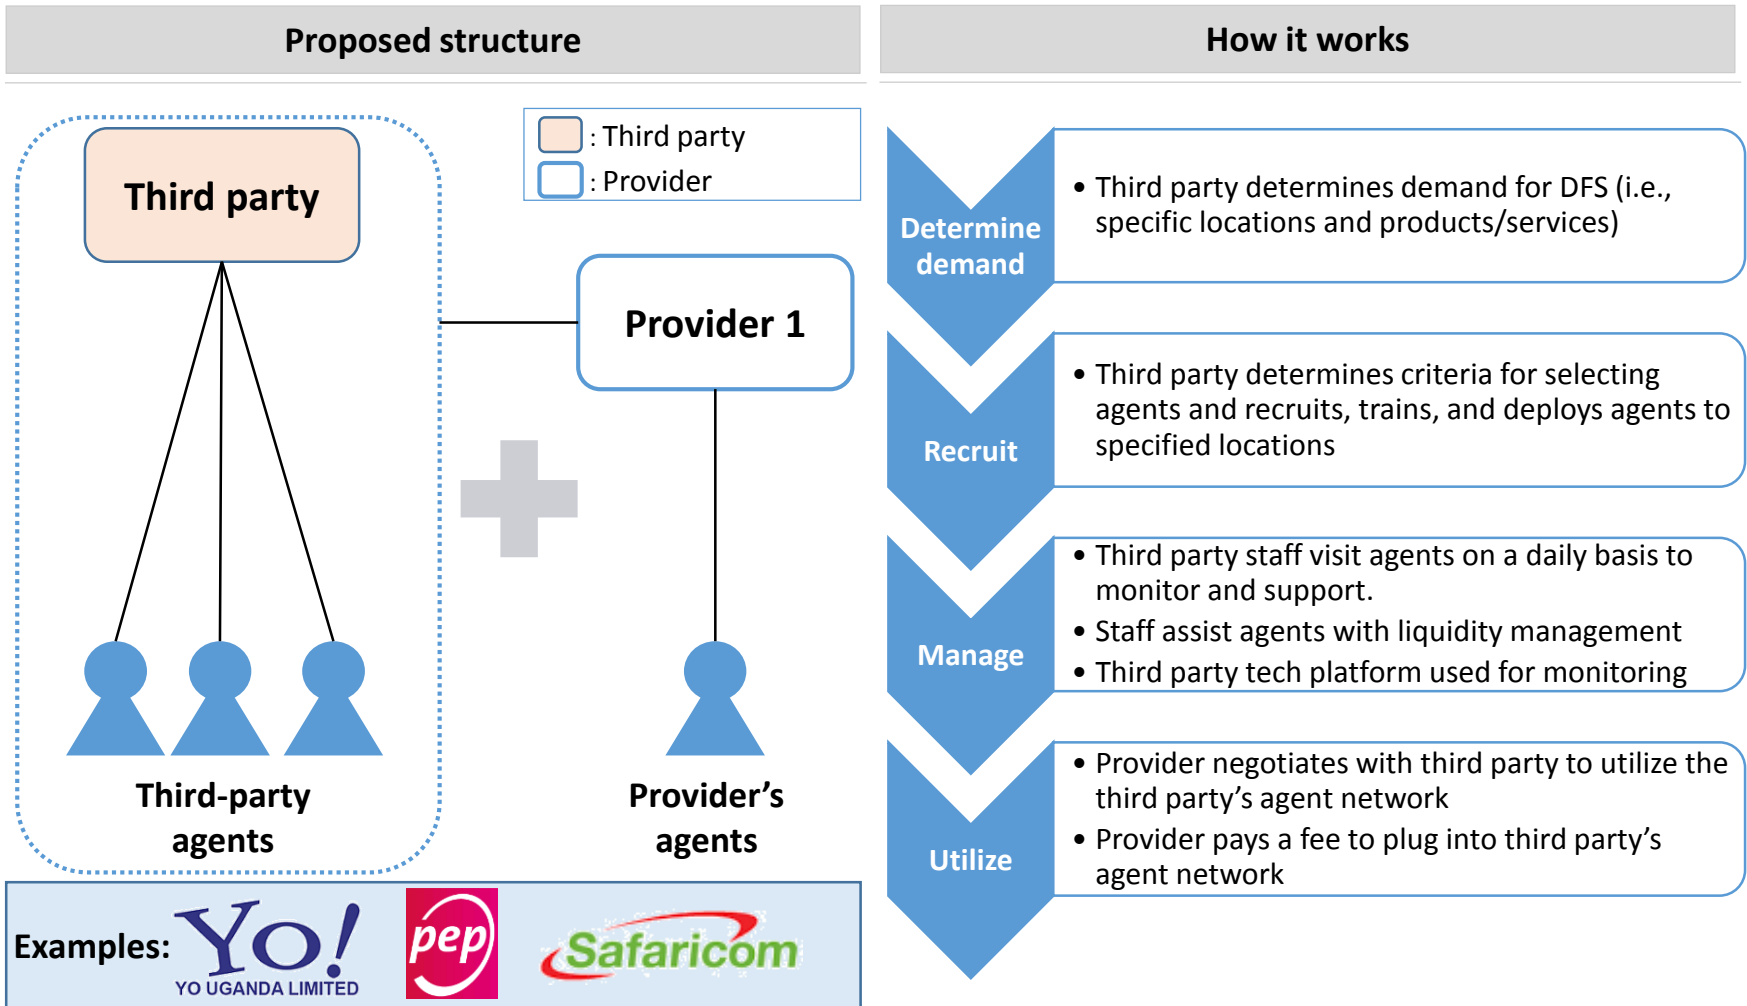 Proposed structure
Third party
: Third party
: Provider
Provider 1
Third-party
agents
Provider’s
agents
Examples:
Yo!
YO UGANDA LIMITED
pep
Safaricom
How it works
Determine
demand
• Third party determines demand for DFS (i.e.,
specific locations and products/services)
Recruit
• Third party determines criteria for selecting
agents and recruits, trains, and deploys agents to
specified locations
Manage
• Third party staff visit agents on a daily basis to
monitor and support.
• Staff assist agents with liquidity management
• Third party tech platform used for monitoring
Utilize
• Provider negotiates with third party to utilize the
third party’s agent network
• Provider pays a fee to plug into third party’s
agent network